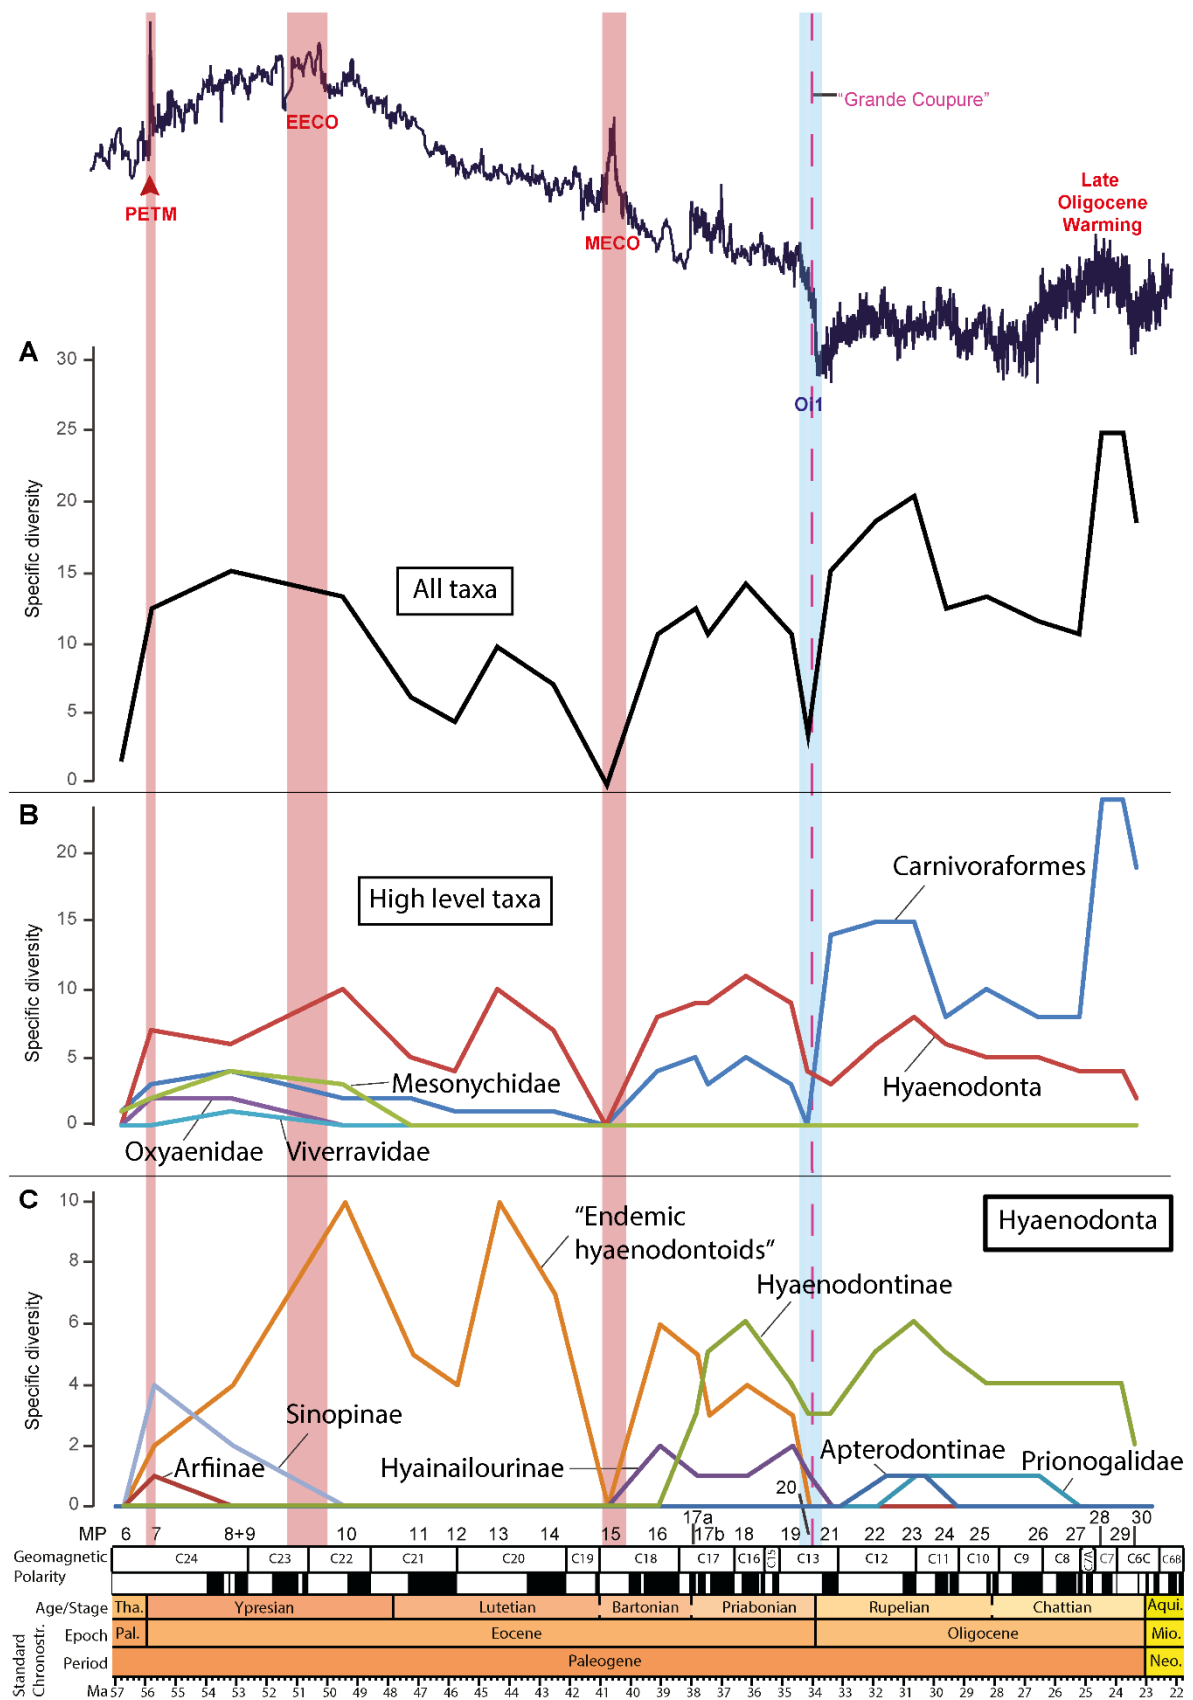 "Grande Coupure"
EECO
PETM
MECO
Late
Oligocene
Warming
Oi1
A
30
25
20
15
10
5
0
Specific diversity
All taxa
B
20
15
10
5
0
Specific diversity
High level taxa
Carnivoraformes
Mesonychidae
Hyaenodonta
Oxyaenidae
Viverravidae
C
10
8
6
4
2
0
Specific diversity
Hyaenodonta
"Endemic
hyaenodontoids"
Hyaenodontinae
Sinopinae
Arfiinae
Hyainailourinae
Apterodontinae
Prionogalidae
20
17a
28
30
MP 6 7 8+9 10 11 12 13 14 15 16 17b 18 19 21 22 23 24 25 26 27 29
Geomagnetic
Polarity
C24 C23 C22 C21 C20 C19 C18 C17 C16 C15 C13 C12 C11 C10 C9 C8 C7A C7 C6C C6B
Standard
Chronostr.
Age/Stage Tha. Ypresian Lutetian Bartonian Priabonian Rupelian Chattian Aqui.
Epoch Pal. Eocene Oligocene Mio.
Period Paleogene Neo.
Ma 57 56 55 54 53 52 51 50 49 48 47 46 45 44 43 42 41 40 39 38 37 36 35 34 33 32 31 30 29 28 27 26 25 24 23 22